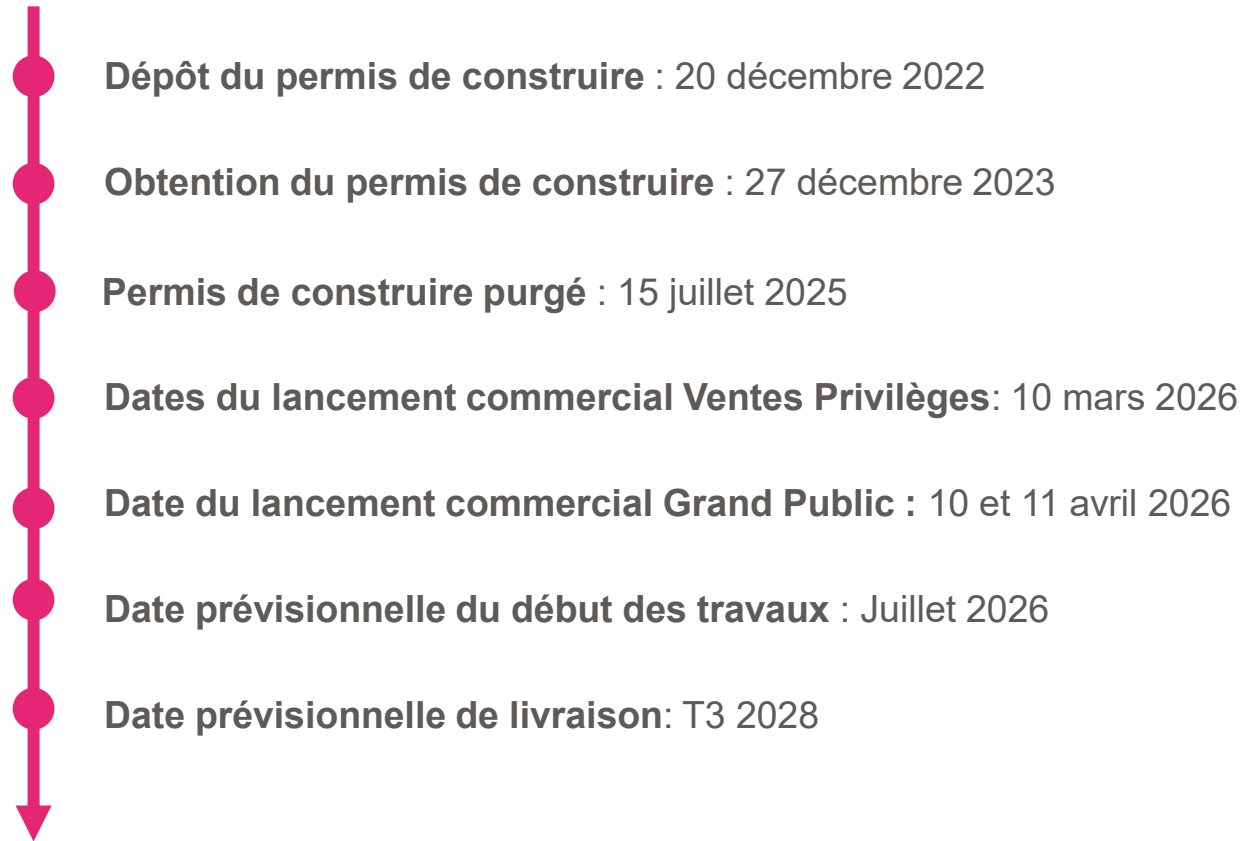 Dépôt du permis de construire : 20 décembre 2022
Obtention du permis de construire : 27 décembre 2023
Permis de construire purgé : 15 juillet 2025
Dates du lancement commercial Ventes Privilèges: 10 mars 2026
Date du lancement commercial Grand Public : 10 et 11 avril 2026
Date prévisionnelle du début des travaux : Juillet 2026
Date prévisionnelle de livraison: T3 2028